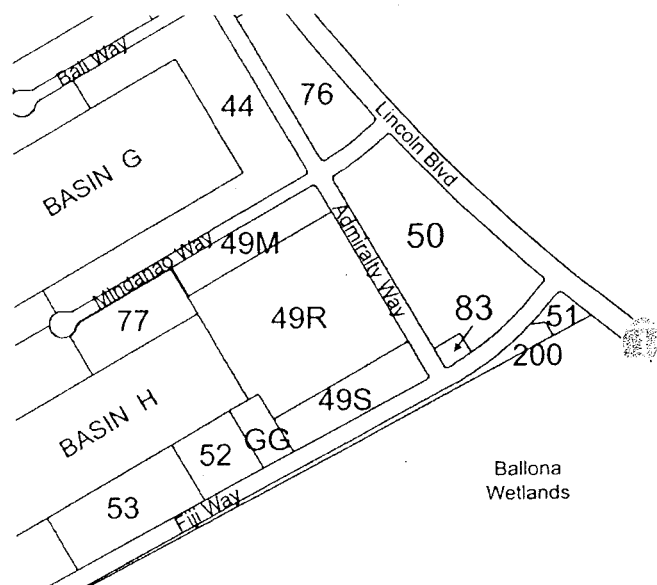 Bali Way
44
76
Lincoln Blvd
BASIN G
Mindanao Way
49M
Admiralty Way
50
77
49R
83
51
200
BASIN H
49S
52
GG
53
Fiji Way
Ballona
Wetlands